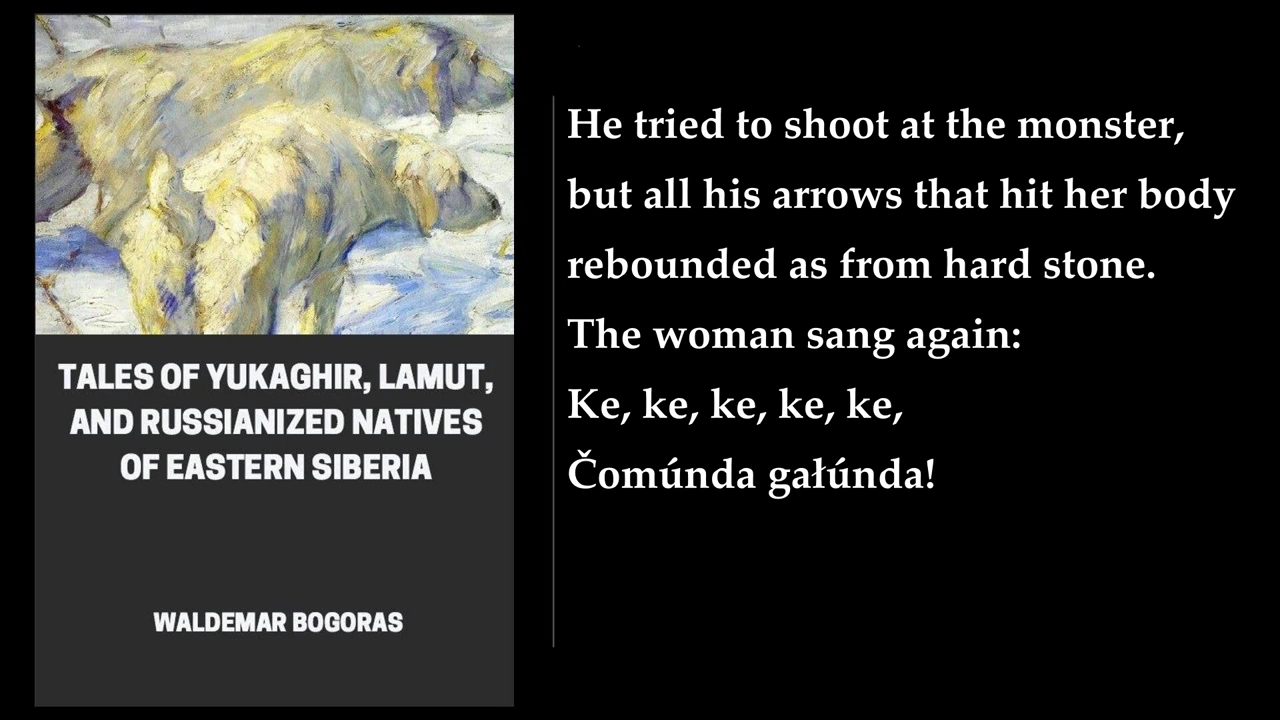 TALES OF YUKAGHIR, LAMUT,
AND RUSSIANIZED NATIVES
OF EASTERN SIBERIA
WALDEMAR BOGORAS
He tried to shoot at the monster,
but all his arrows that hit her body
rebounded as from hard stone.
The woman sang again:
Ke, ke, ke, ke, ke,
Čomúnda gałúnda!